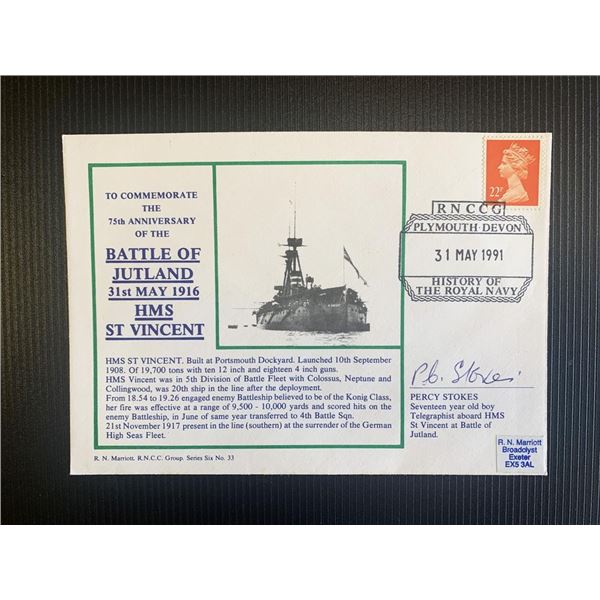 TO COMMEMORATE
THE
75th ANNIVERSARY
OF THE
BATTLE OF
JUTLAND
31st MAY 1916
HMS
ST VINCENT
22P
RNCCG
PLYMOUTH·DEVON
31 MAY 1991
HISTORY OF
THE ROYAL NAVY
HMS ST VINCENT. Built at Portsmouth Dockyard. Launched 10th September
1908. Of 19,700 tons with ten 12 inch and eighteen 4 inch guns.
HMS Vincent was in 5th Division of Battle Fleet with Colossus, Neptune and
Collingwood, was 20th ship in the line after the deployment.
From 18.54 to 19.26 engaged enemy Battleship believed to be of the Konig Class,
her fire was effective at a range of 9,500 - 10,000 yards and scored hits on the
enemy Battleship, in June of same year transferred to 4th Battle Sqn.
21st November 1917 present in the line (southern) at the surrender of the German
High Seas Fleet.
R. N. Marriott. R.N.C.C. Group. Series Six No. 33
P.G. Stokes
PERCY STOKES
Seventeen year old boy
Telegraphist aboard HMS
St Vincent at Battle of
Jutland.
R. N. Marriott
Broadclyst
Exeter
EX5 3AL